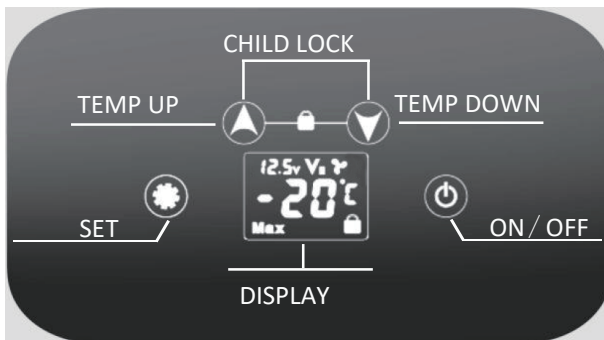 CHILD LOCK
TEMP UP
TEMP DOWN
12.5v V
-20°C
Max
SET
ON/OFF
DISPLAY